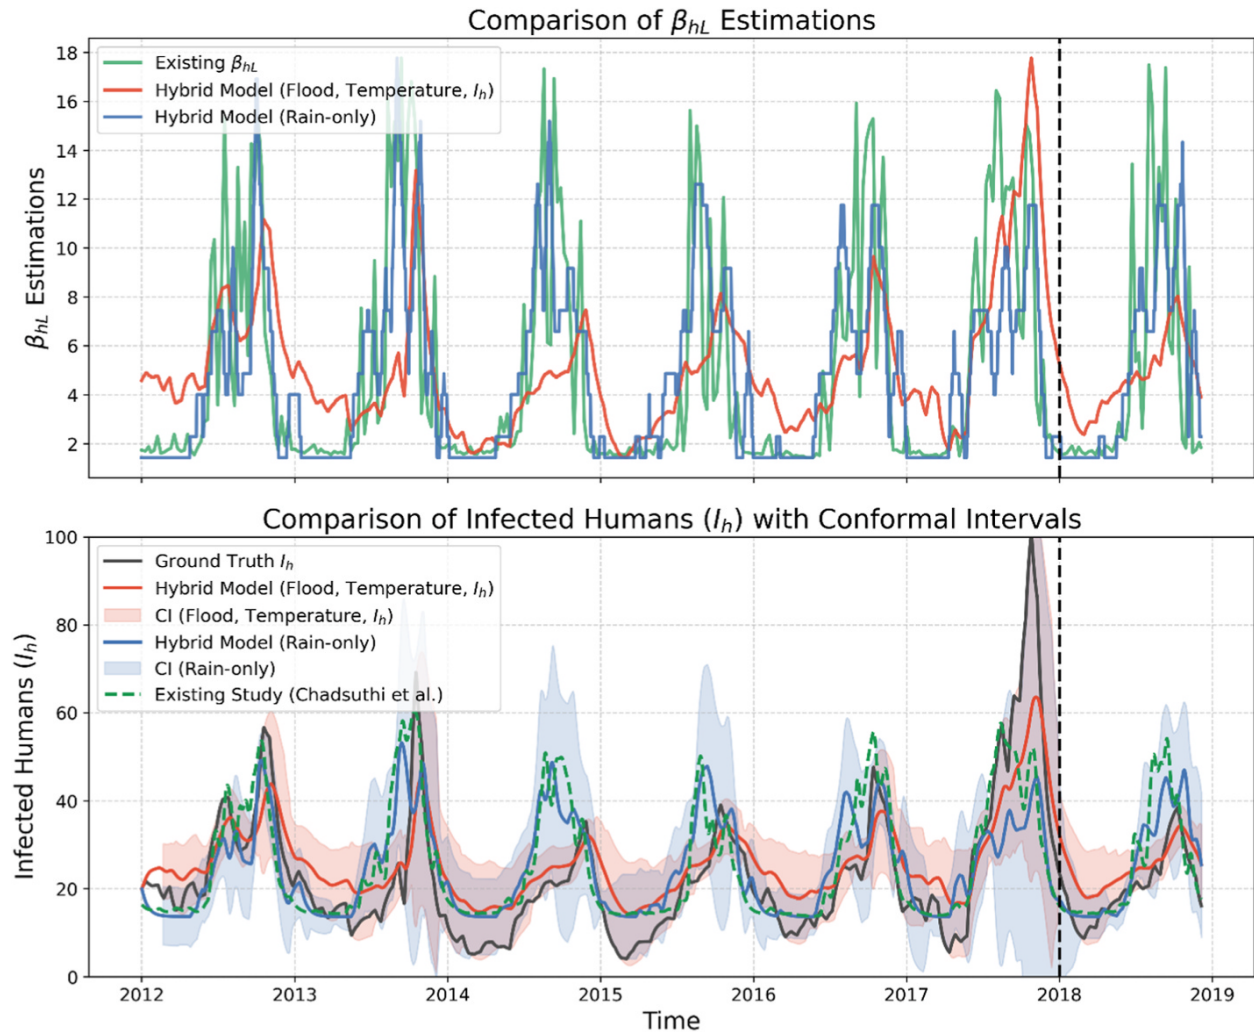 Comparison of β_hL Estimations
18
16
14
12
10
8
6
4
2
β_hL Estimations
Existing β_hL
Hybrid Model (Flood, Temperature, I_h)
Hybrid Model (Rain-only)
Comparison of Infected Humans (I_h) with Conformal Intervals
100
80
60
40
20
0
Infected Humans (I_h)
Ground Truth I_h
Hybrid Model (Flood, Temperature, I_h)
CI (Flood, Temperature, I_h)
Hybrid Model (Rain-only)
CI (Rain-only)
Existing Study (Chadsuthi et al.)
2012 2013 2014 2015 2016 2017 2018 2019
Time